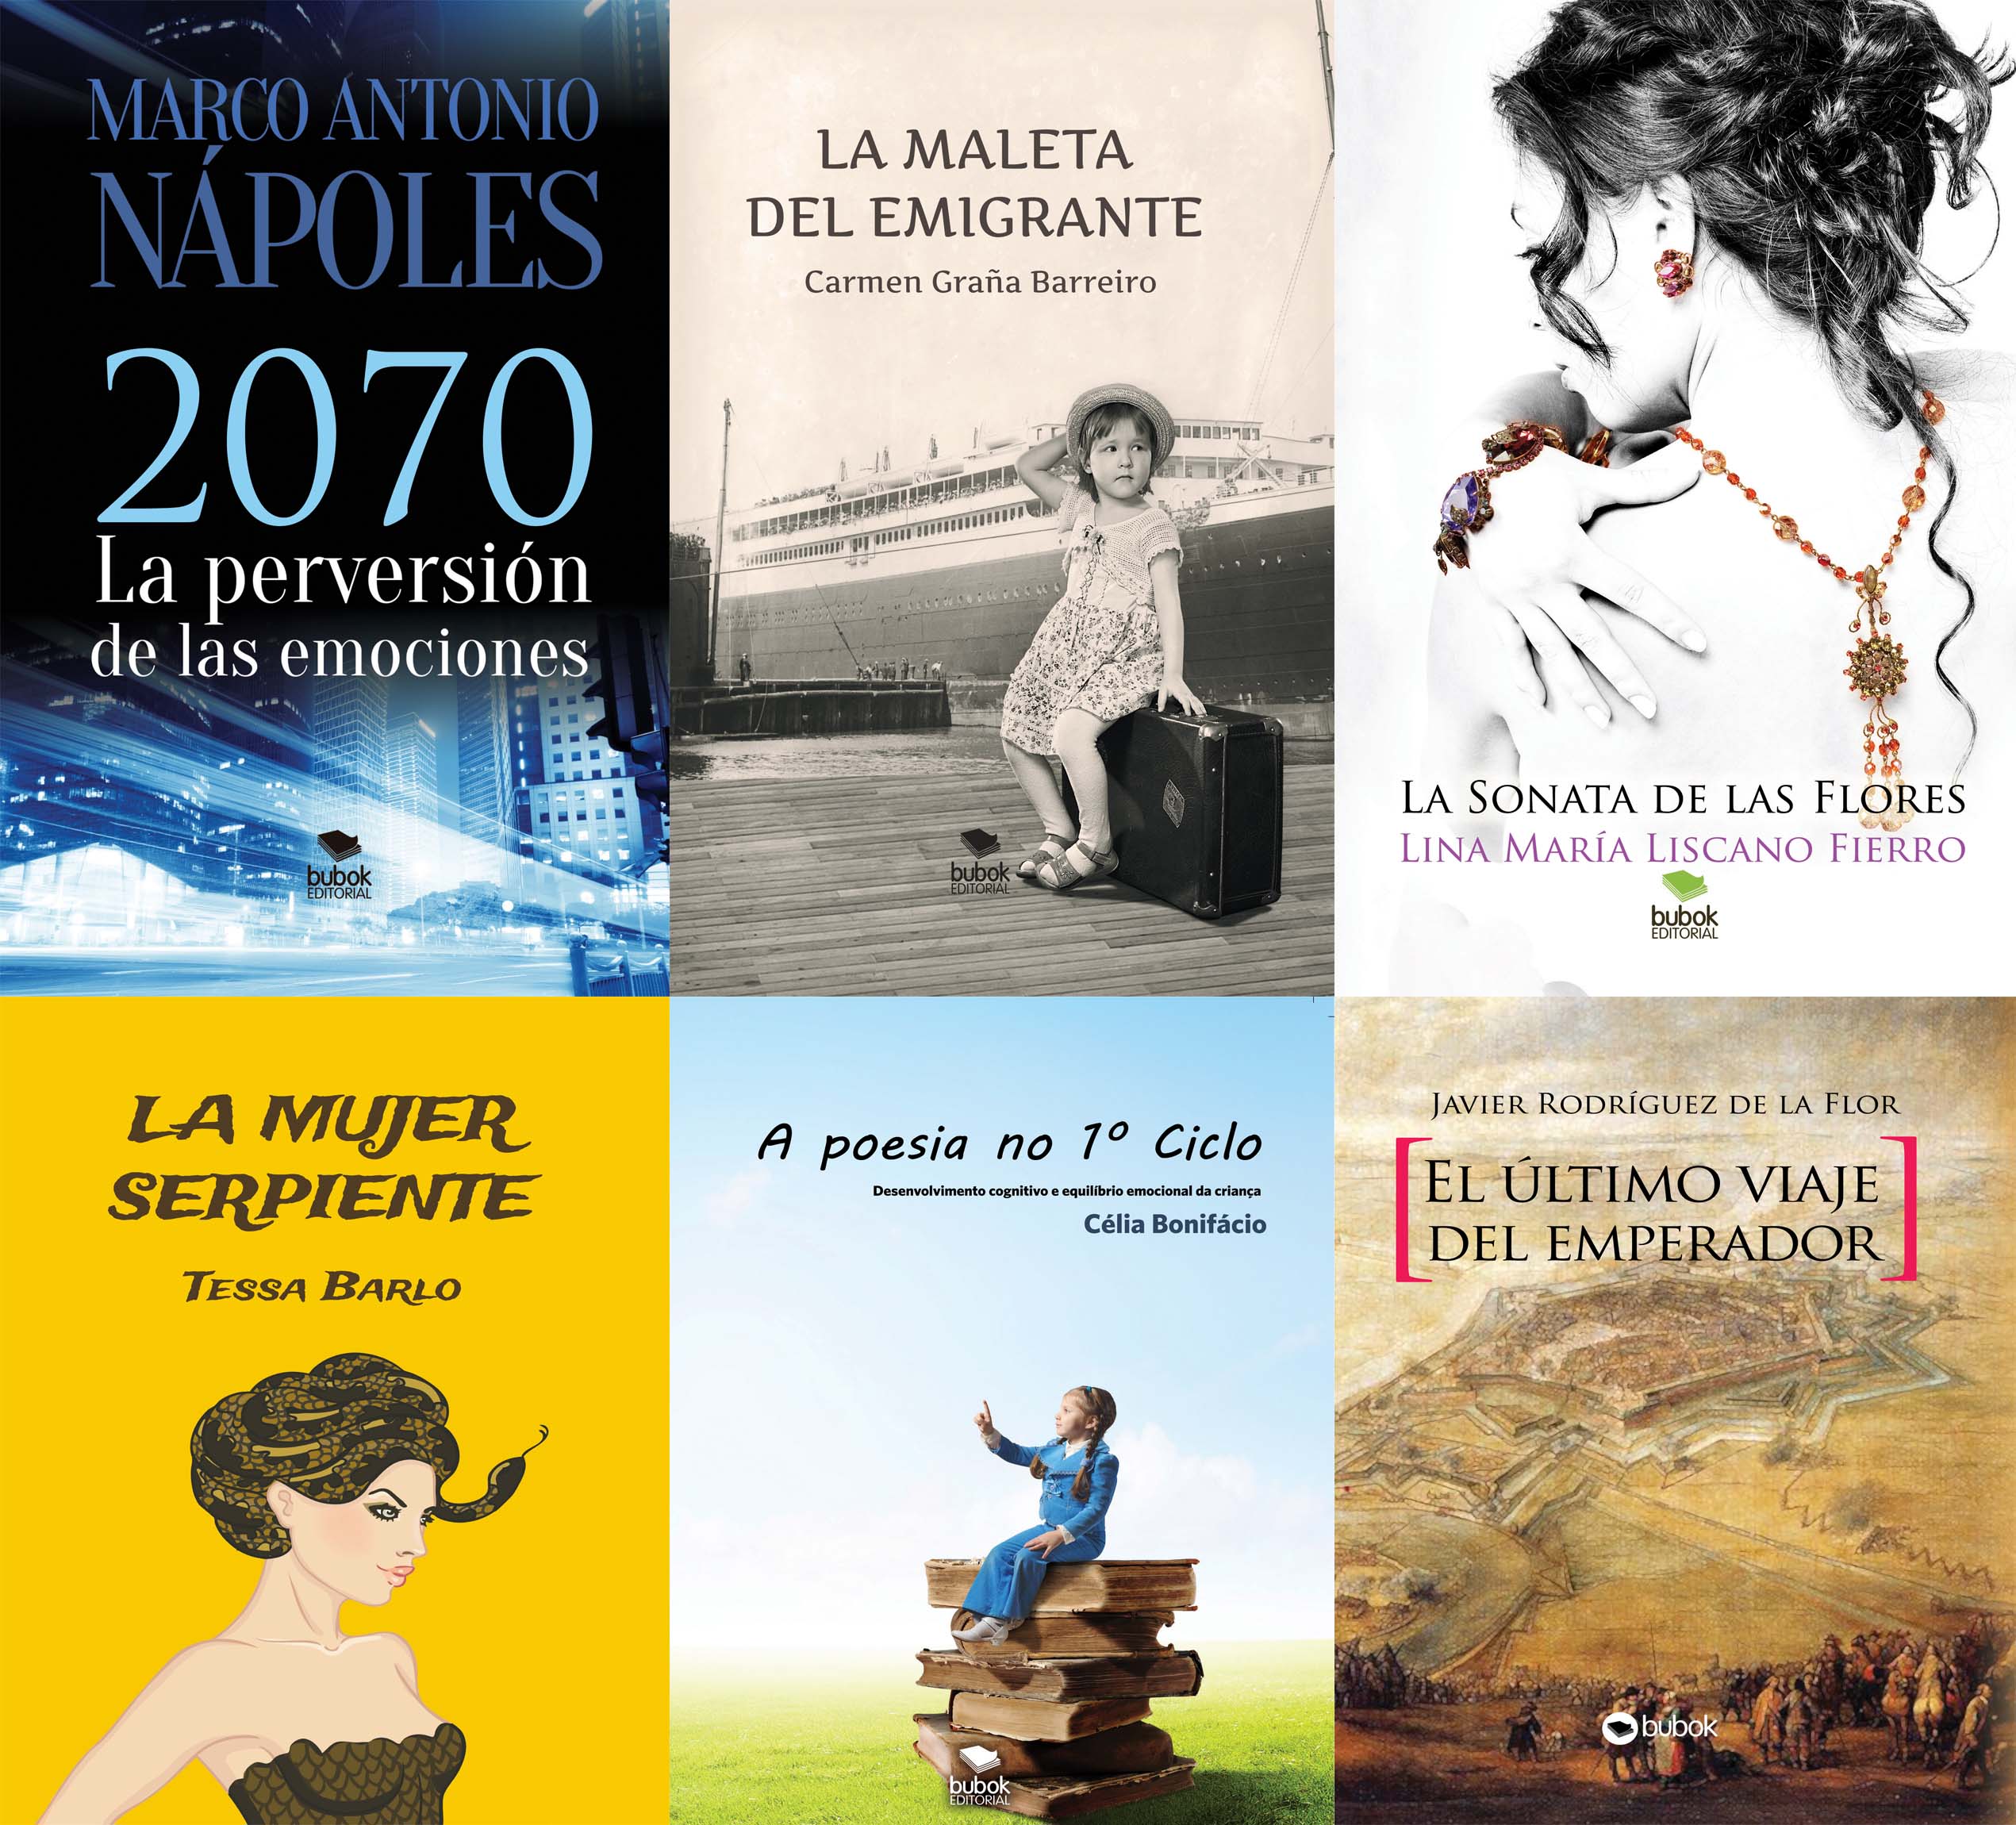 MARCO ANTONIO
NÁPOLES
2070
La perversión
de las emociones
bubok
EDITORIAL
LA MALETA
DEL EMIGRANTE
Carmen Graña Barreiro
bubok
EDITORIAL
LA SONATA DE LAS FLORES
LINA MARÍA LISCANO FIERRO
bubok
EDITORIAL
LA MUJER
SERPIENTE
TESSA BARLO
A poesia no 1º Ciclo
Desenvolvimento cognitivo e equilíbrio emocional da criança
Célia Bonifácio
bubok
EDITORIAL
JAVIER RODRÍGUEZ DE LA FLOR
[EL ÚLTIMO VIAJE
DEL EMPERADOR]
bubok